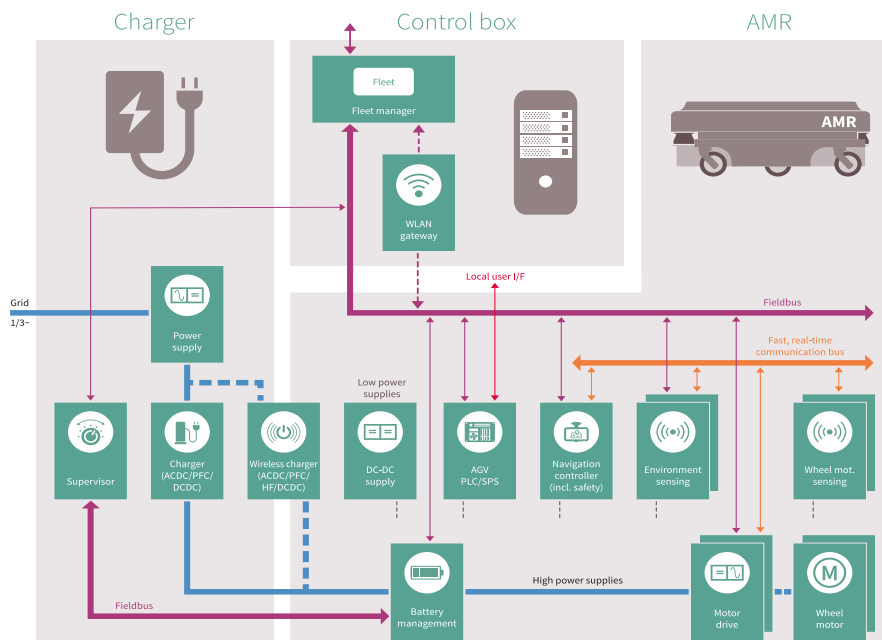 Charger
Control box
AMR
Fleet
Fleet manager
AMR
WLAN
gateway
Local user I/F
Grid
1/3~
Fieldbus
Power
supply
Fast, real-time
communication bus
Low power
supplies
Supervisor
Charger
(ACDC/PFC/
DCDC)
Wireless charger
(ACDC/PFC/
HF/DCDC)
DC-DC
supply
AGV
PLC/SPS
Navigation
controller
(incl. safety)
Environment
sensing
Wheel mot.
sensing
High power supplies
M
Fieldbus
Battery
management
Motor
drive
Wheel
motor